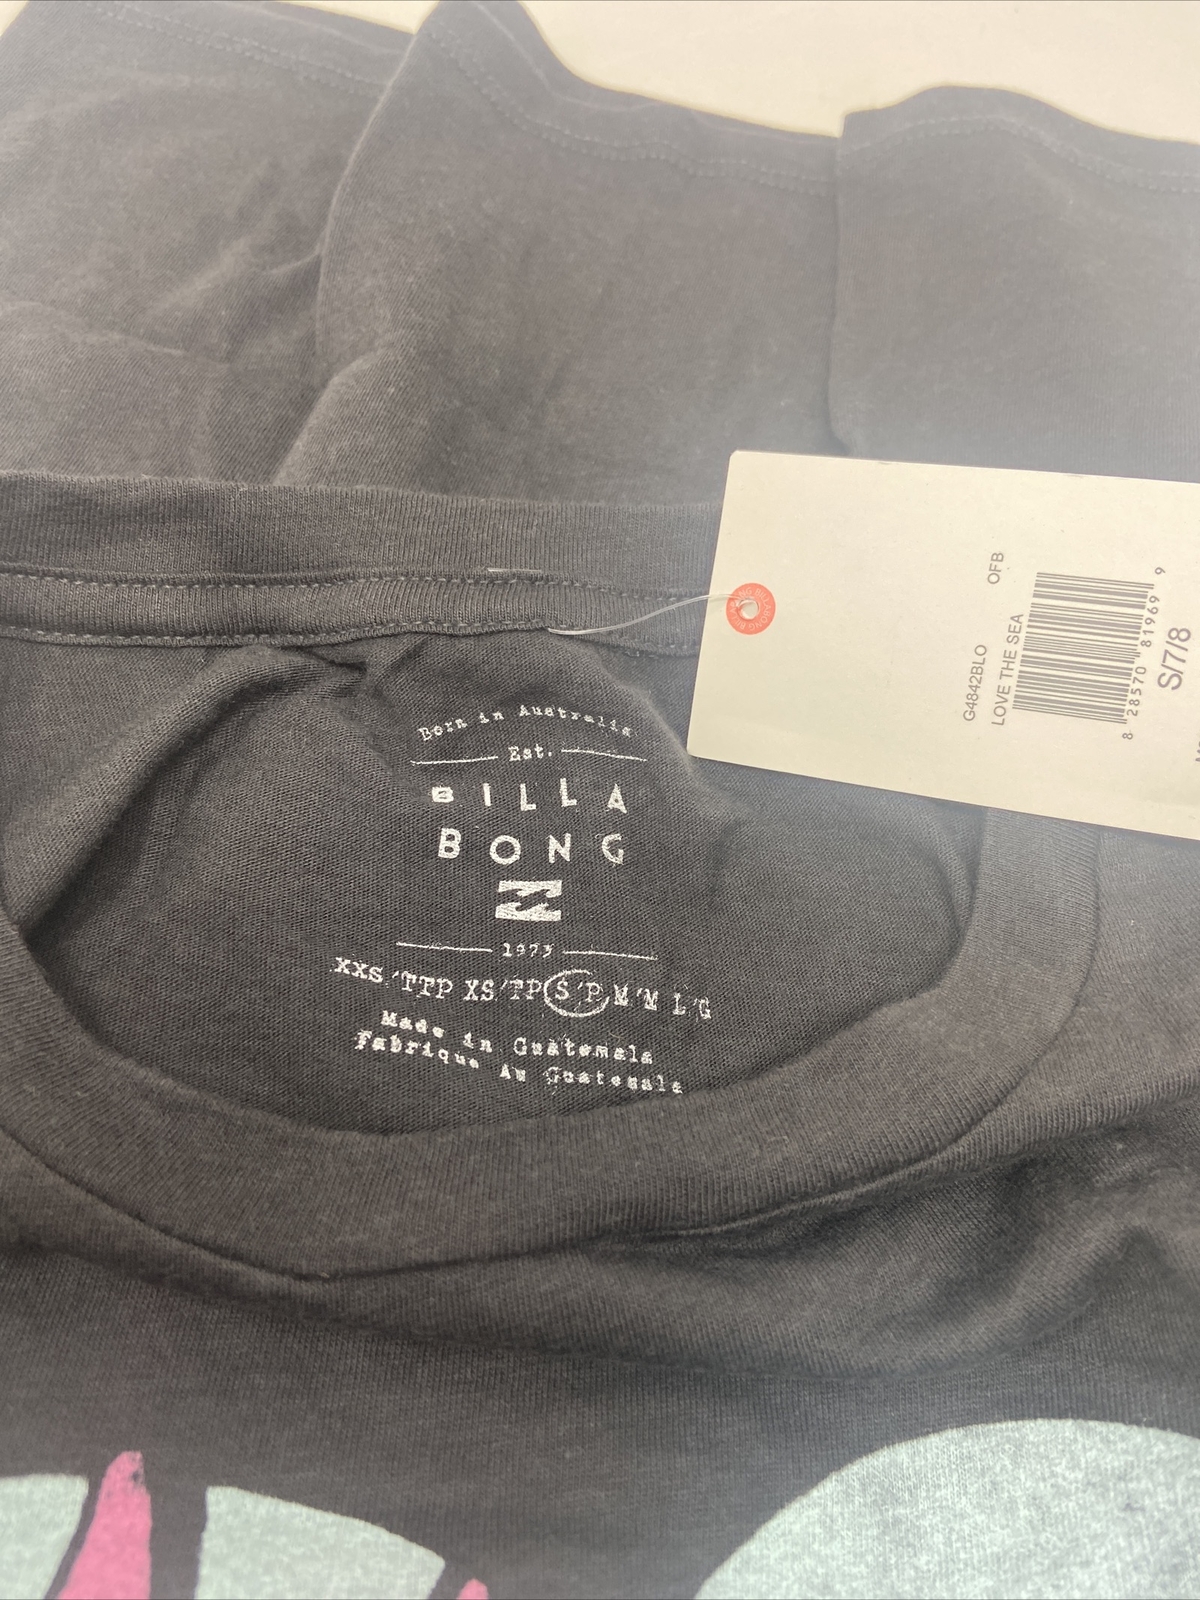 Born in Australia
Est.
BILLA
BONG
1973
XXS/TTP XS/TP S/P M/M L/G
Made in Guatemala
Fabrique Au Guatemala
G4842BLO
OFB
LOVE THE SEA
8 28570 81969 9
S/7/8